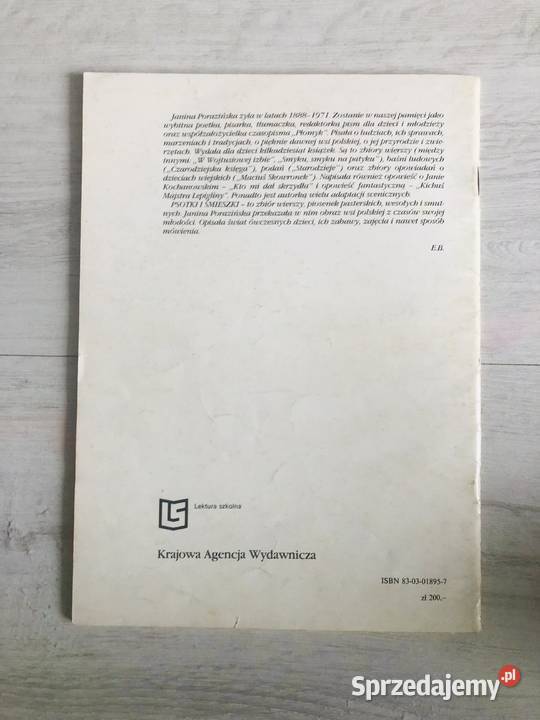 Janina Porazińska żyła w latach 1888–1971. Zostanie w naszej pamięci jako
wybitna poetka, pisarka, tłumaczka, redaktorka pism dla dzieci i młodzieży
oraz współzałożycielka czasopisma „Płomyk". Pisała o ludziach, ich sprawach,
marzeniach i tradycjach, o pięknie dawnej wsi polskiej, o jej przyrodzie i zwie-
rzętach. Wydała dla dzieci kilkadziesiąt książek. Są to zbiory wierszy (między
innymi: „W Wojtusiowej izbie", „Smyku, smyku na patyku"), baśni ludowych
(„Czarodziejska księga"), podań („Starodzieje") oraz zbiory opowiadań o
dzieciach wiejskich („Maciuś Skowronek"). Napisała również opowieść o Janie
Kochanowskim – „Kto mi dał skrzydła" i opowieść fantastyczną – „Kichuś
Majstra Lepigliny". Ponadto jest autorką wielu adaptacji scenicznych.
PSOTKI I ŚMIESZKI – to zbiór wierszy, piosenek pasterskich, wesołych i smut-
nych. Janina Porazińska przekazała w nim obraz wsi polskiej z czasów swojej
młodości. Opisała świat ówczesnych dzieci, ich zabawy, zajęcia i nawet sposób
mówienia.
E.B.
LS
Lektura szkolna
Krajowa Agencja Wydawnicza
ISBN 83-03-01895-7
zł 200,–
Sprzedajemy.pl